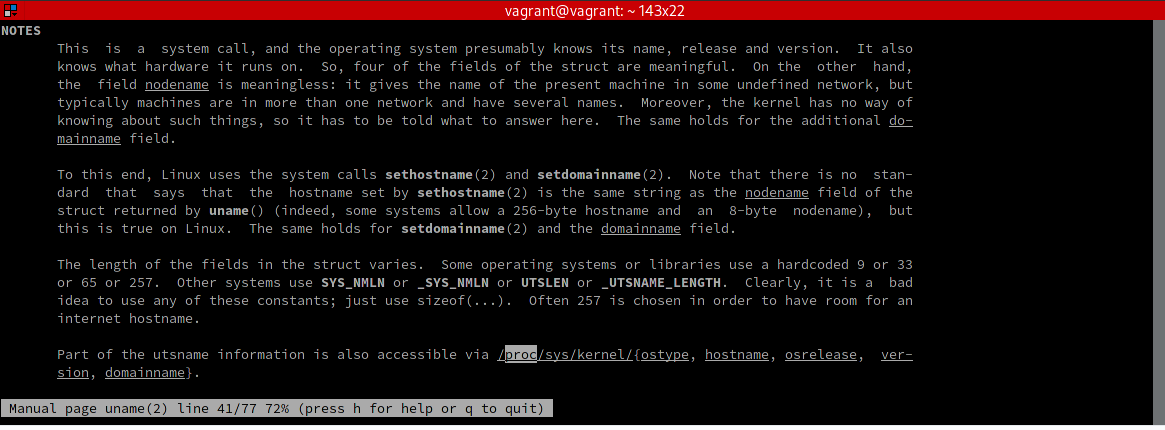 vagrant@vagrant: ~ 143x22
NOTES
This is a system call, and the operating system presumably knows its name, release and version. It also
knows what hardware it runs on. So, four of the fields of the struct are meaningful. On the other hand,
the field nodename is meaningless: it gives the name of the present machine in some undefined network, but
typically machines are in more than one network and have several names. Moreover, the kernel has no way of
knowing about such things, so it has to be told what to answer here. The same holds for the additional do-
mainname field.
To this end, Linux uses the system calls sethostname(2) and setdomainname(2). Note that there is no stan-
dard that says that the hostname set by sethostname(2) is the same string as the nodename field of the
struct returned by uname() (indeed, some systems allow a 256-byte hostname and an 8-byte nodename), but
this is true on Linux. The same holds for setdomainname(2) and the domainname field.
The length of the fields in the struct varies. Some operating systems or libraries use a hardcoded 9 or 33
or 65 or 257. Other systems use SYS_NMLN or _SYS_NMLN or UTSLEN or _UTSNAME_LENGTH. Clearly, it is a bad
idea to use any of these constants; just use sizeof(...). Often 257 is chosen in order to have room for an
internet hostname.
Part of the utsname information is also accessible via /proc/sys/kernel/{ostype, hostname, osrelease, ver-
sion, domainname}.
Manual page uname(2) line 41/77 72% (press h for help or q to quit)